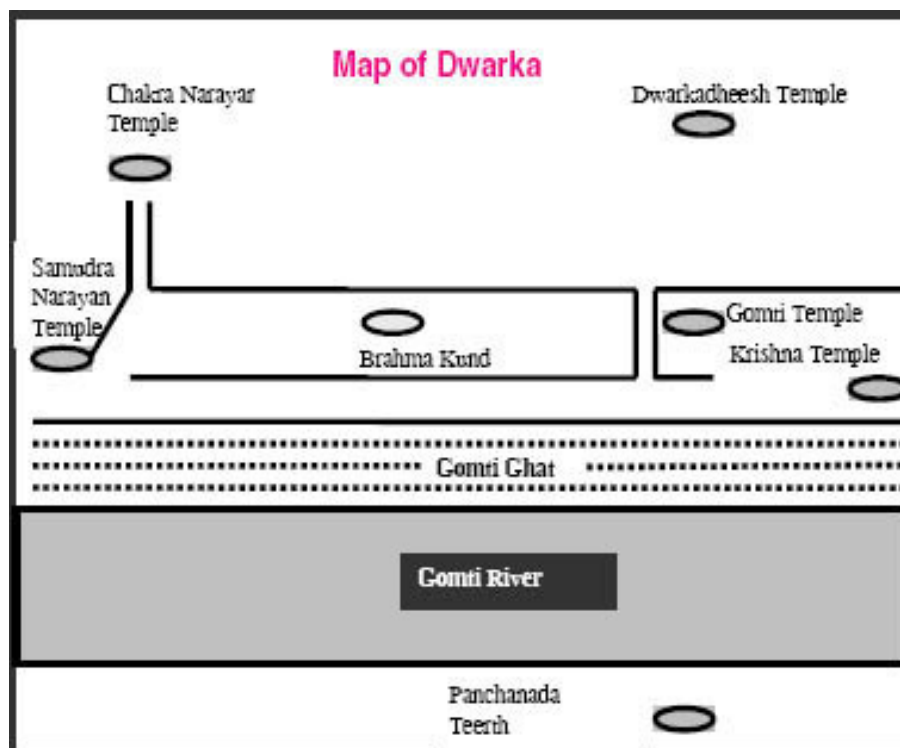 Map of Dwarka
Chakra Narayar
Temple
Dwarkadheesh Temple
Samudra
Narayan
Temple
Gomti Temple
Brahma Kund
Krishna Temple
Gomti Ghat
Gomti River
Panchanada
Teerth